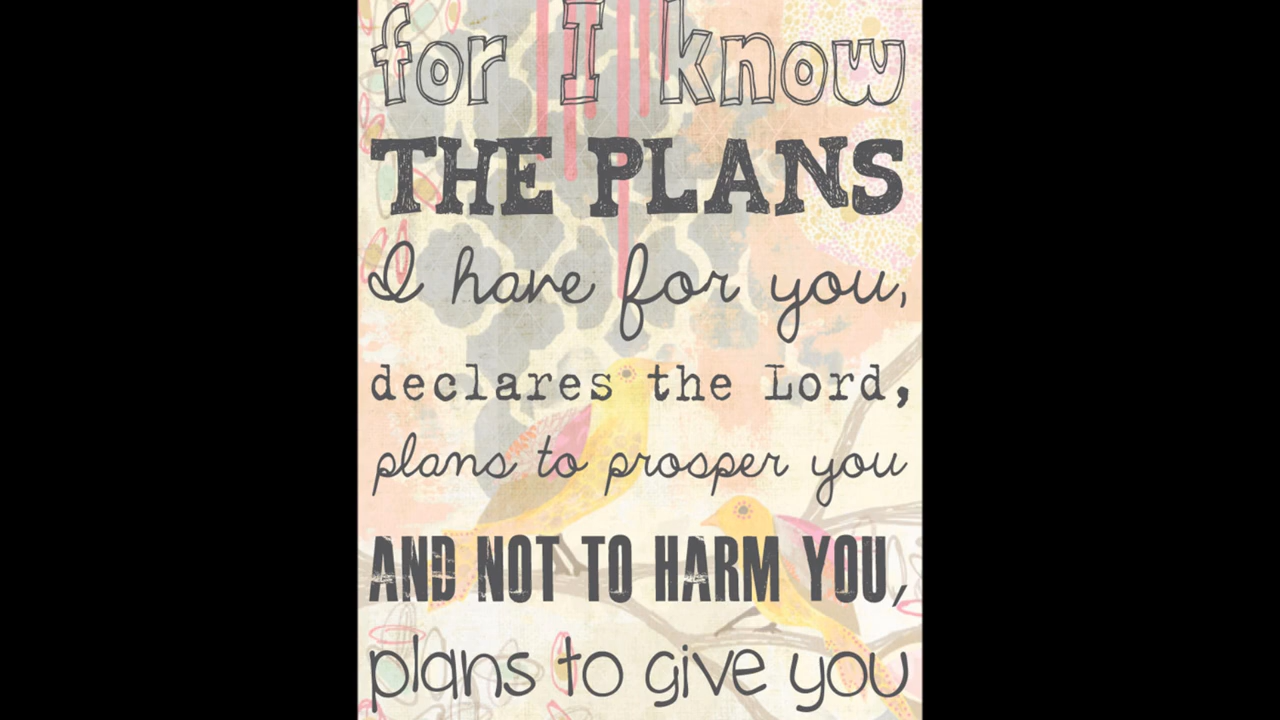 for I know
THE PLANS
I have for you,
declares the Lord,
plans to prosper you
AND NOT TO HARM YOU,
plans to give you